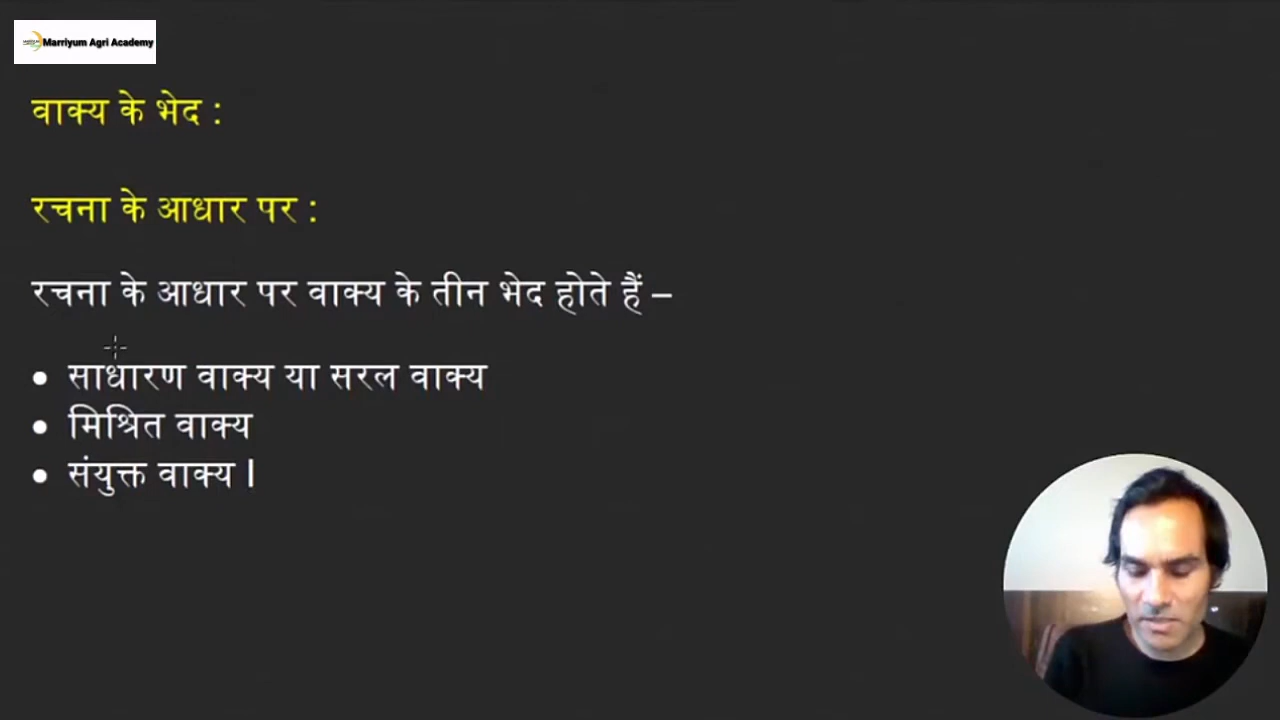 Marriyum Agri Academy
वाक्य के भेद :
रचना के आधार पर :
रचना के आधार पर वाक्य के तीन भेद होते हैं –
• साधारण वाक्य या सरल वाक्य
• मिश्रित वाक्य
• संयुक्त वाक्य l